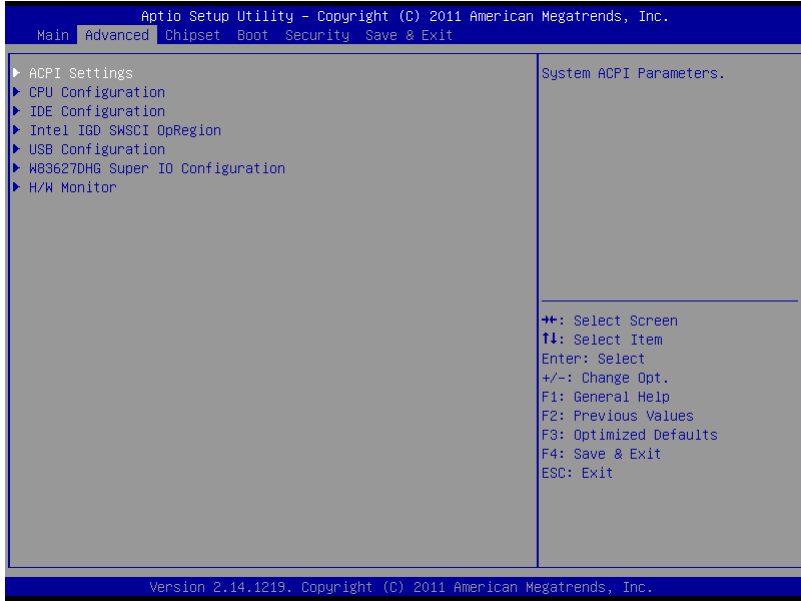 Aptio Setup Utility – Copyright (C) 2011 American Megatrends, Inc.
Main Advanced Chipset Boot Security Save & Exit
ACPI Settings
CPU Configuration
IDE Configuration
Intel IGD SWSCI OpRegion
USB Configuration
W83627DHG Super IO Configuration
H/W Monitor
System ACPI Parameters.
→←: Select Screen
↑↓: Select Item
Enter: Select
+/-: Change Opt.
F1: General Help
F2: Previous Values
F3: Optimized Defaults
F4: Save & Exit
ESC: Exit
Version 2.14.1219. Copyright (C) 2011 American Megatrends, Inc.